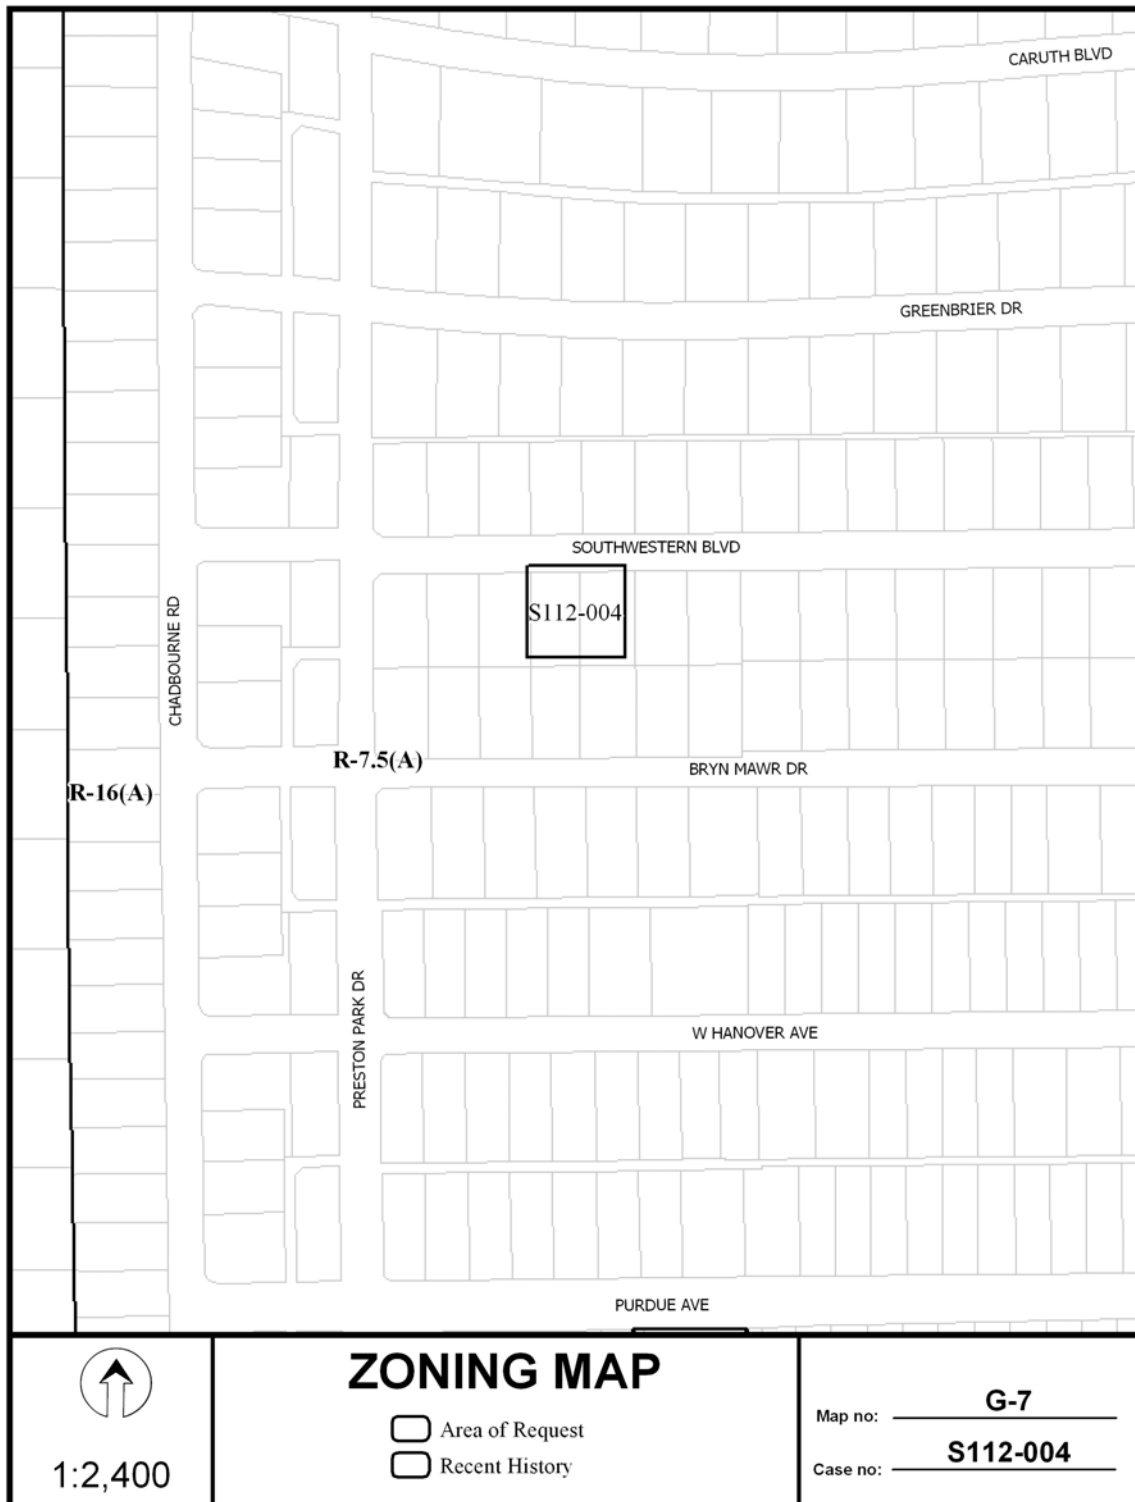 CARUTH BLVD
GREENBRIER DR
SOUTHWESTERN BLVD
S112-004
CHADBOURNE RD
R-7.5(A)
BRYN MAWR DR
R-16(A)
PRESTON PARK DR
W HANOVER AVE
PURDUE AVE
1:2,400
ZONING MAP
Area of Request
Recent History
Map no: G-7
Case no: S112-004